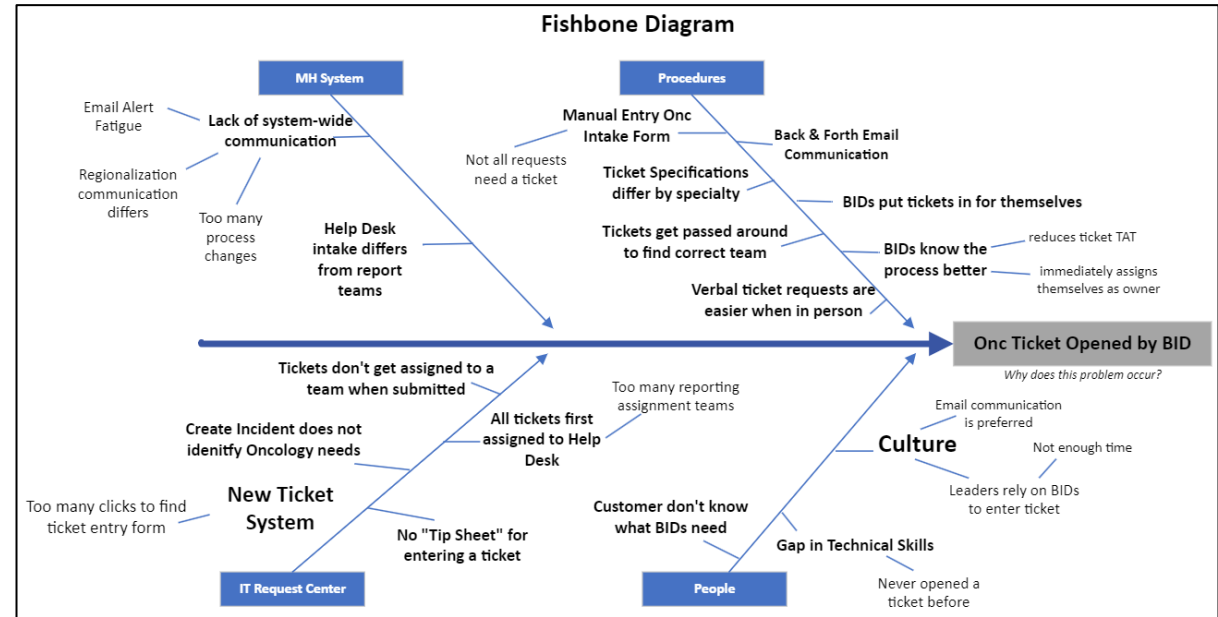 Fishbone Diagram
MH System
Procedures
Email Alert
Fatigue
Lack of system-wide
communication
Regionalization
communication
differs
Too many
process
changes
Help Desk
intake differs
from report
teams
Manual Entry Onc
Intake Form
Not all requests
need a ticket
Back & Forth Email
Communication
Ticket Specifications
differ by specialty
BIDs put tickets in for themselves
Tickets get passed around
to find correct team
BIDs know the
process better
reduces ticket TAT
immediately assigns
themselves as owner
Verbal ticket requests are
easier when in person
Onc Ticket Opened by BID
Why does this problem occur?
Tickets don't get assigned to a
team when submitted
Too many reporting
assignment teams
All tickets first
assigned to Help
Desk
Create Incident does not
idenitfy Oncology needs
New Ticket
System
Too many clicks to find
ticket entry form
No "Tip Sheet" for
entering a ticket
IT Request Center
Email communication
is preferred
Culture
Not enough time
Leaders rely on BIDs
to enter ticket
Customer don't know
what BIDs need
Gap in Technical Skills
Never opened a
ticket before
People